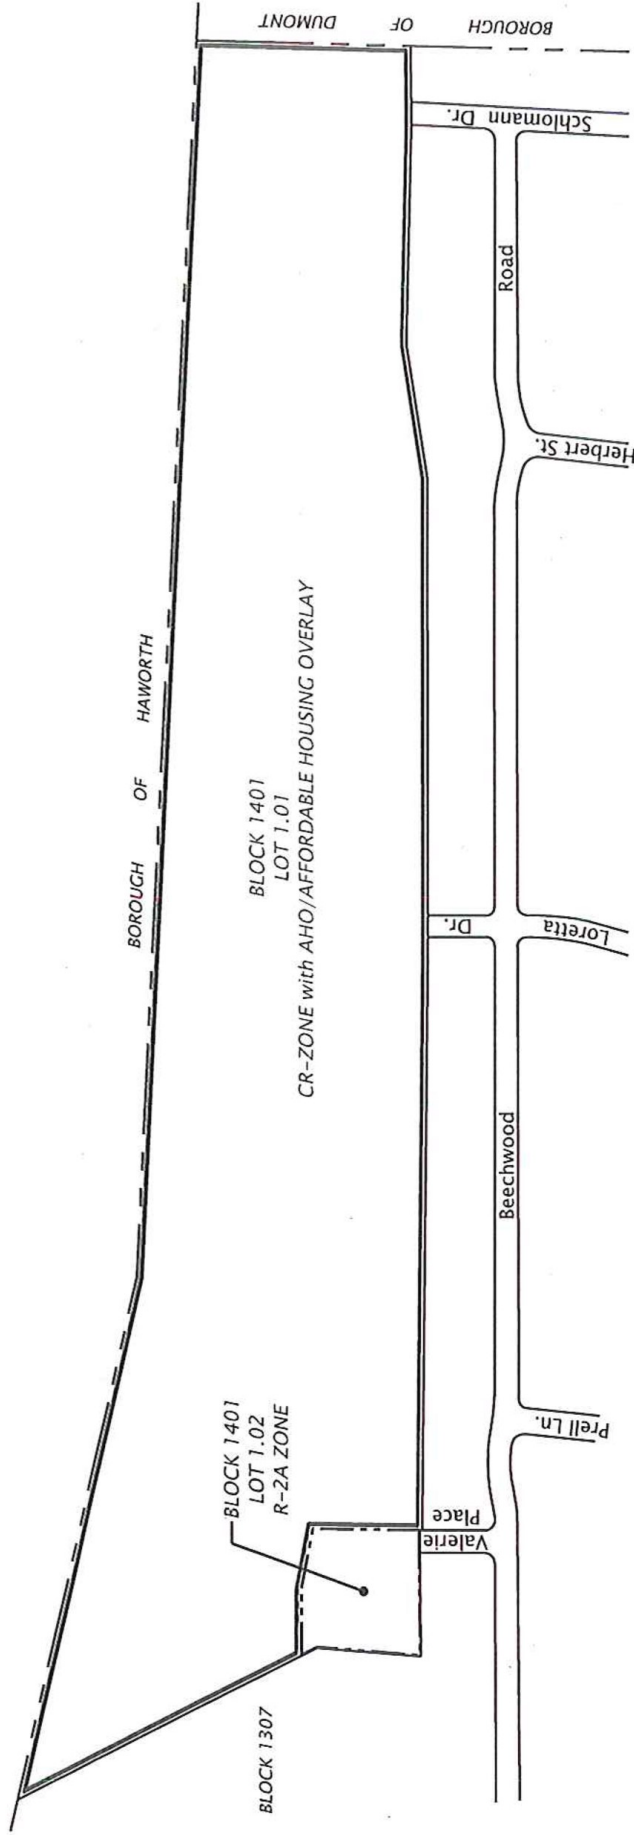 BOROUGH OF DUMONT
BOROUGH OF HAWORTH
BLOCK 1401
LOT 1.01
CR-ZONE with AHO/AFFORDABLE HOUSING OVERLAY
BLOCK 1401
LOT 1.02
R-2A ZONE
BLOCK 1307
Schlomann Dr.
Beechwood Road
Herbert St.
Loretta Dr.
Prell Ln.
Valerie
Place